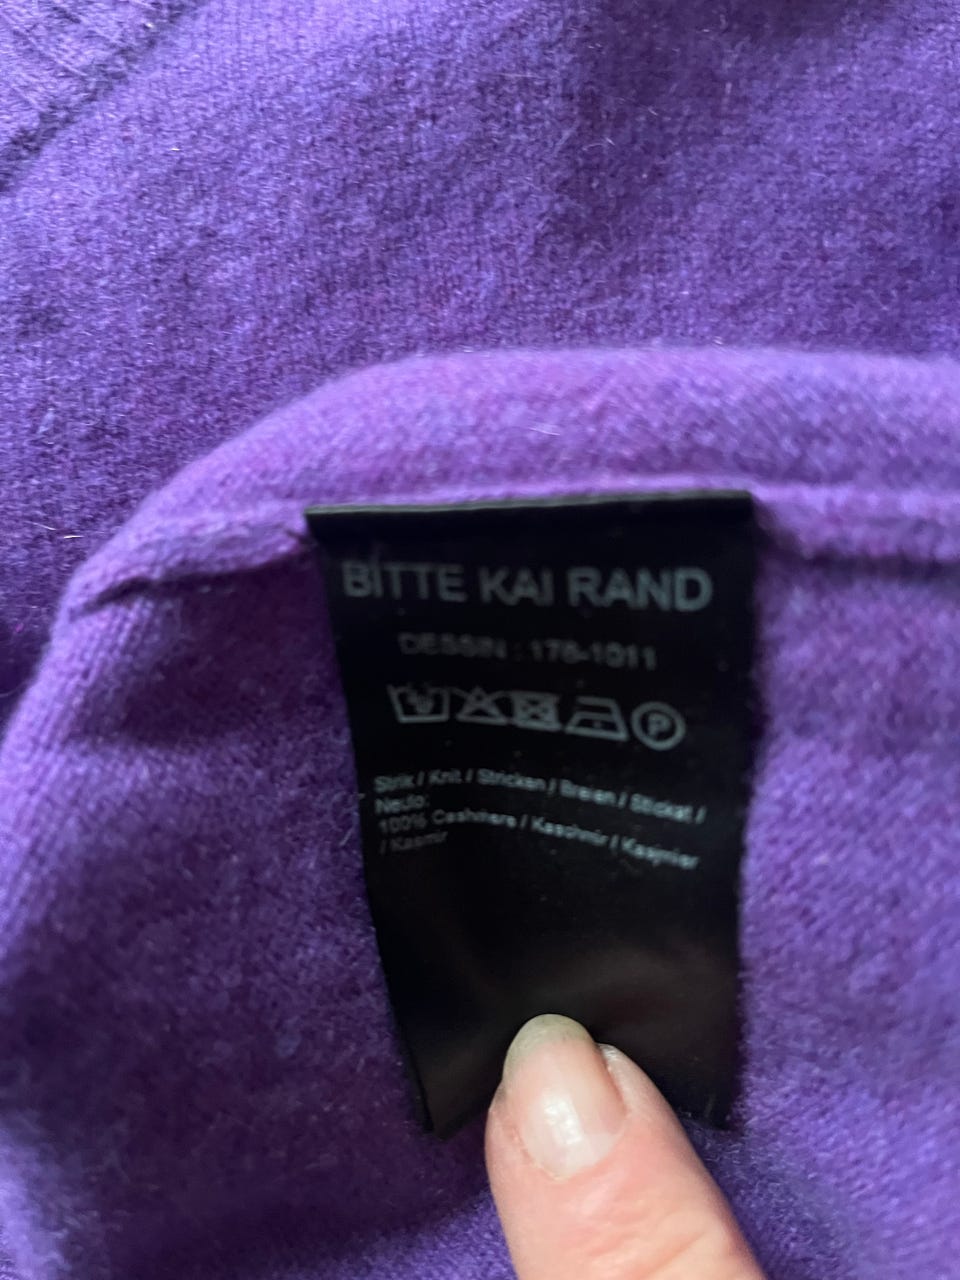 BITTE KAI RAND
DESSIN : 178-1011
P
Strik / Knit / Stricken / Breien / Stickat /
Neulo:
100% Cashmere / Kaschmir / Kasjmier
/ Kasmir